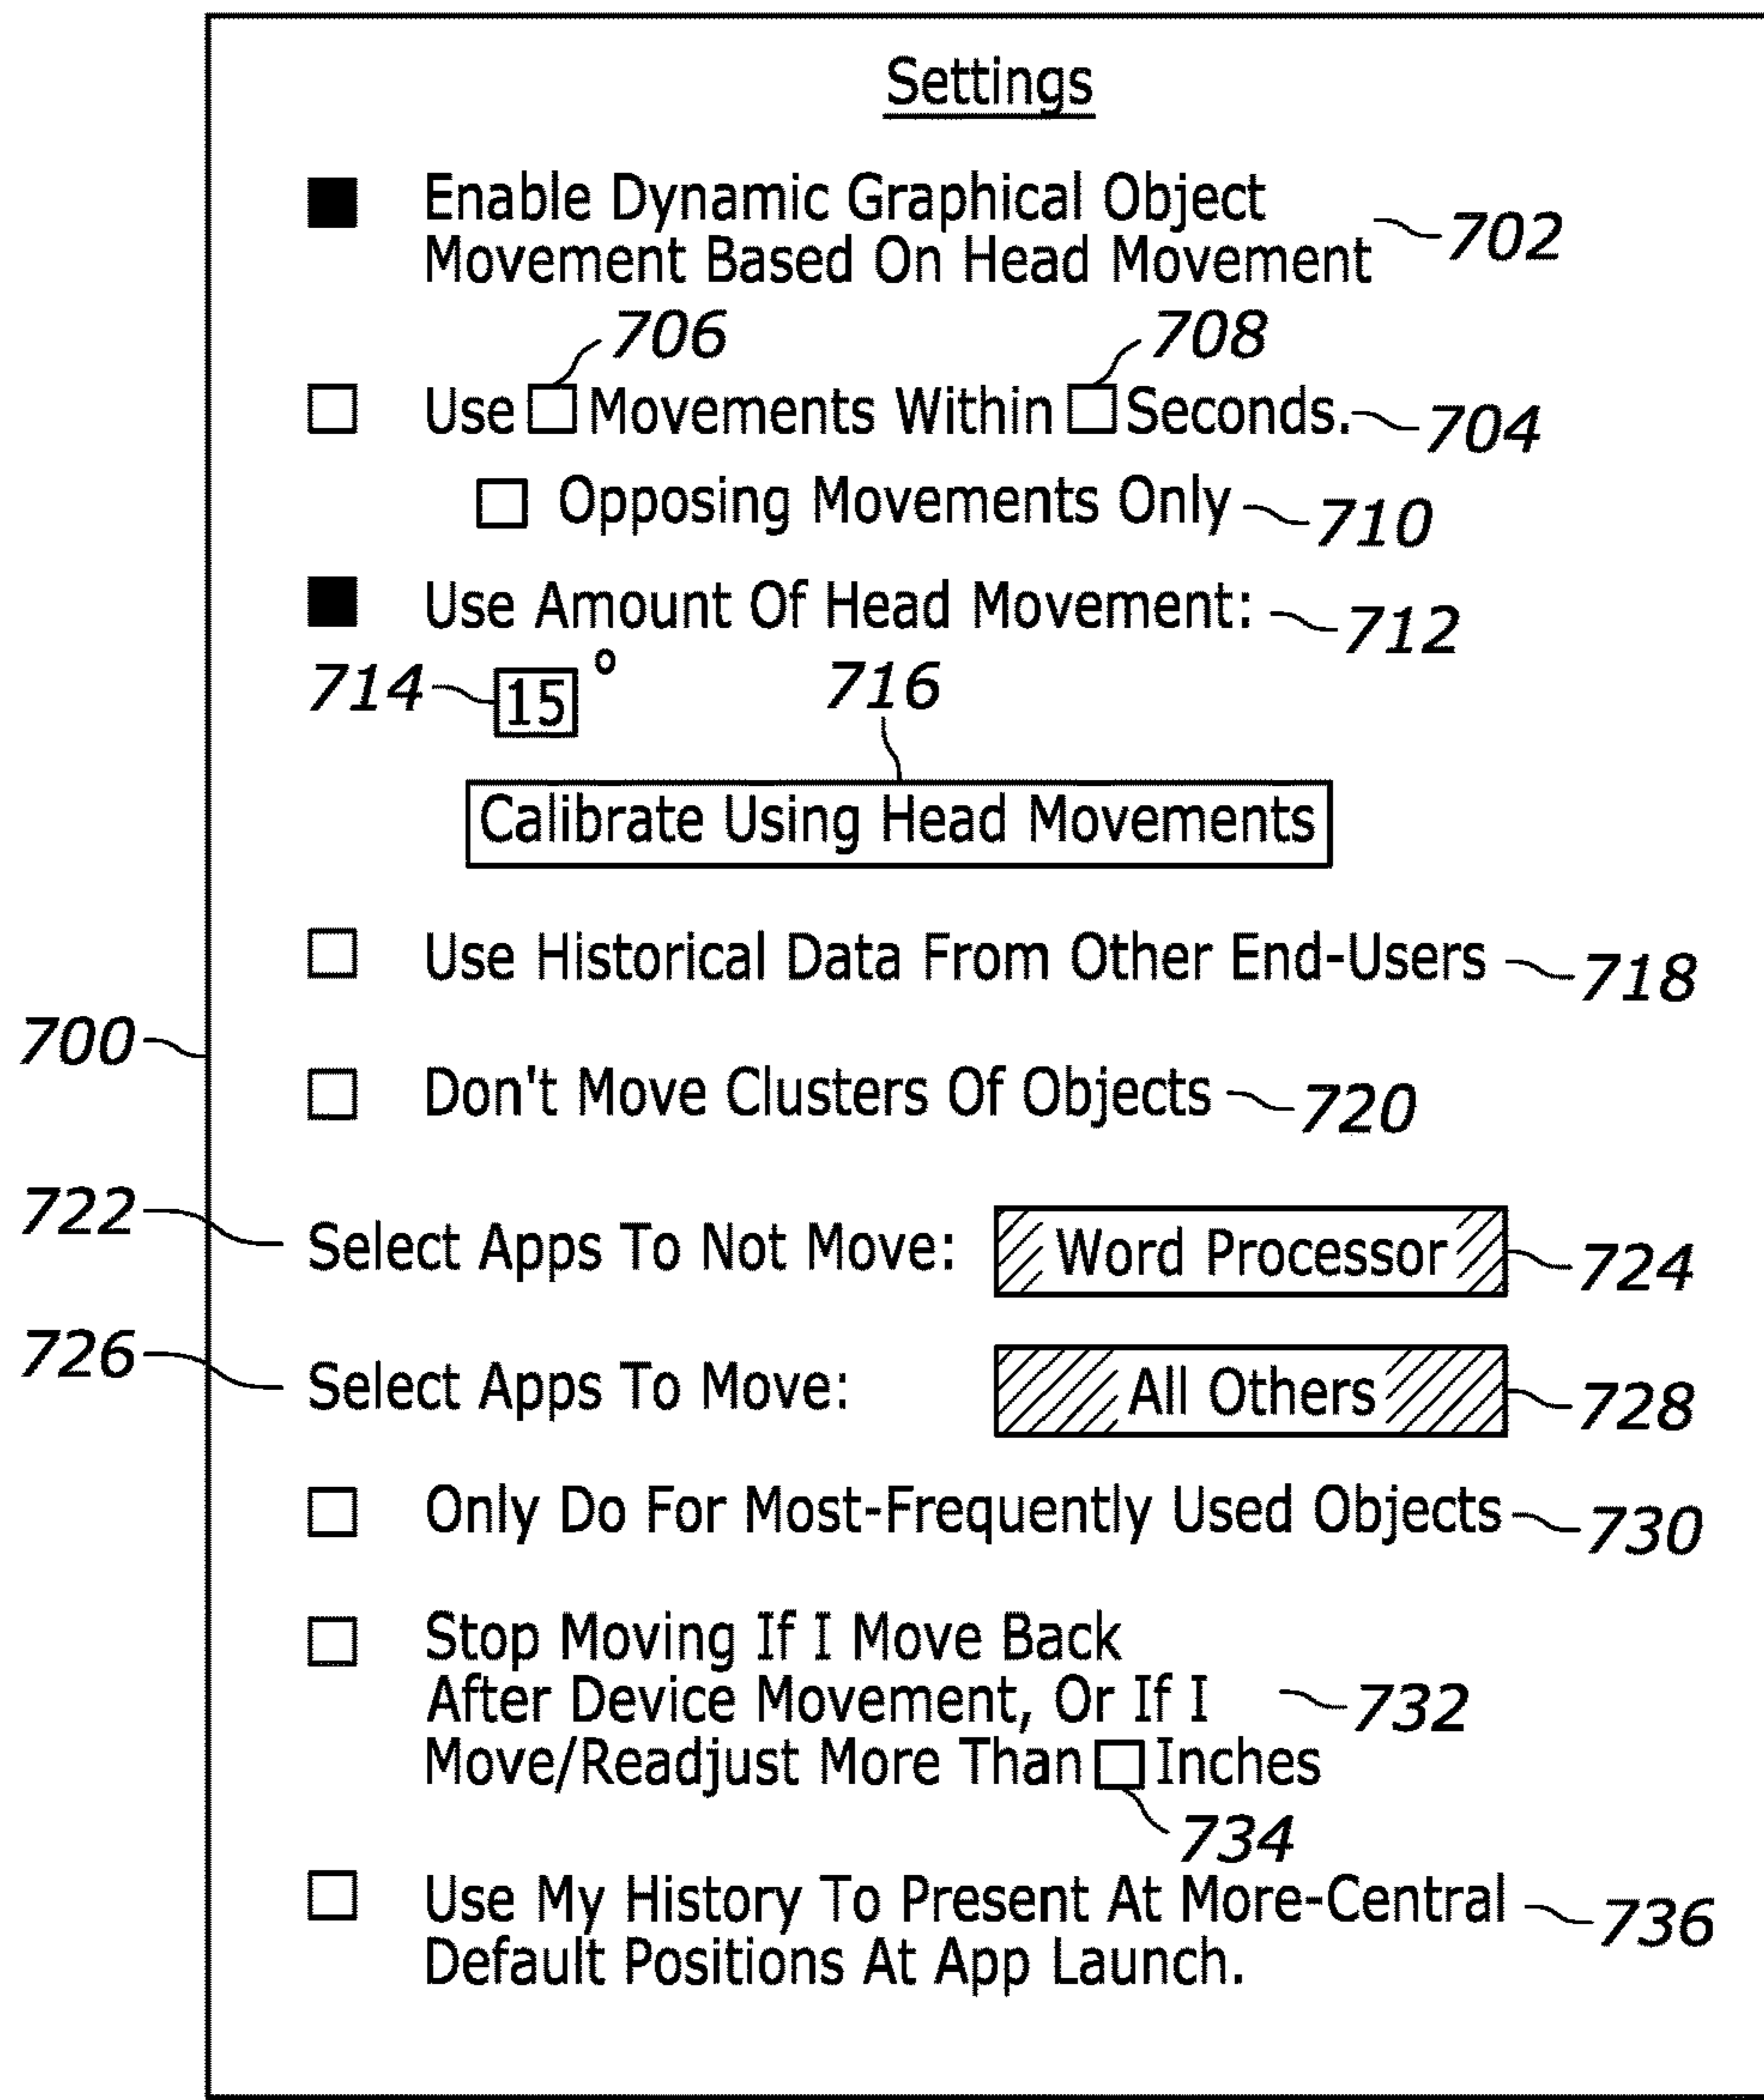 Settings
Enable Dynamic Graphical Object
Movement Based On Head Movement
702
706
708
Use Movements Within Seconds.
704
Opposing Movements Only
710
Use Amount Of Head Movement:
712
714
15°
716
Calibrate Using Head Movements
Use Historical Data From Other End-Users
718
700
Don't Move Clusters Of Objects
720
722
Select Apps To Not Move:
Word Processor
724
726
Select Apps To Move:
All Others
728
Only Do For Most-Frequently Used Objects
730
Stop Moving If I Move Back
After Device Movement, Or If I
732
Move/Readjust More Than Inches
734
Use My History To Present At More-Central
736
Default Positions At App Launch.